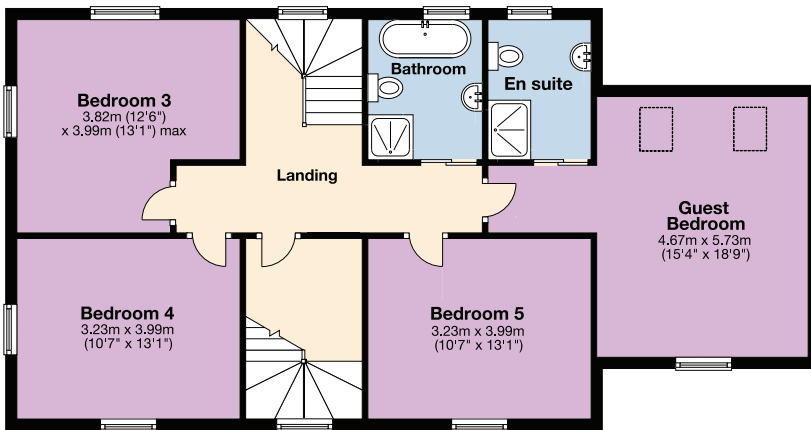 Bedroom 3
3.82m (12'6")
x 3.99m (13'1") max
Bathroom
En suite
Landing
Guest
Bedroom
4.67m x 5.73m
(15'4" x 18'9")
Bedroom 4
3.23m x 3.99m
(10'7" x 13'1")
Bedroom 5
3.23m x 3.99m
(10'7" x 13'1")